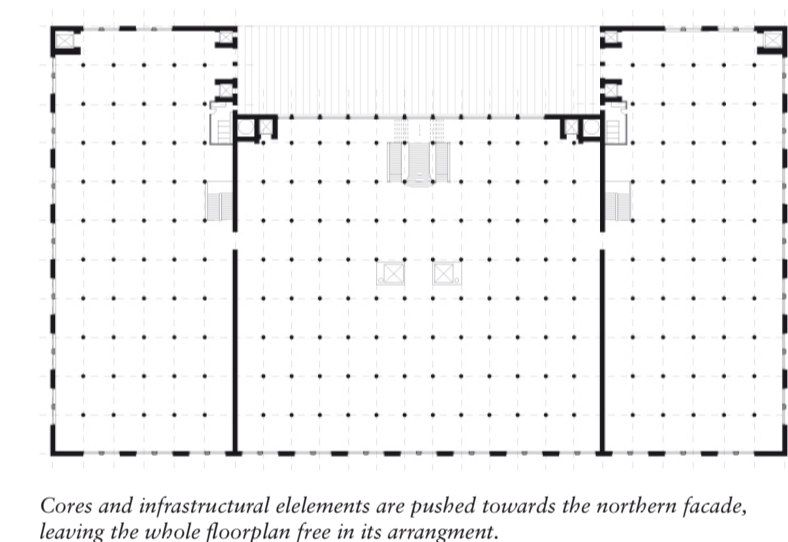 Cores and infrastructural elelements are pushed towards the northern facade,
leaving the whole floorplan free in its arrangment.